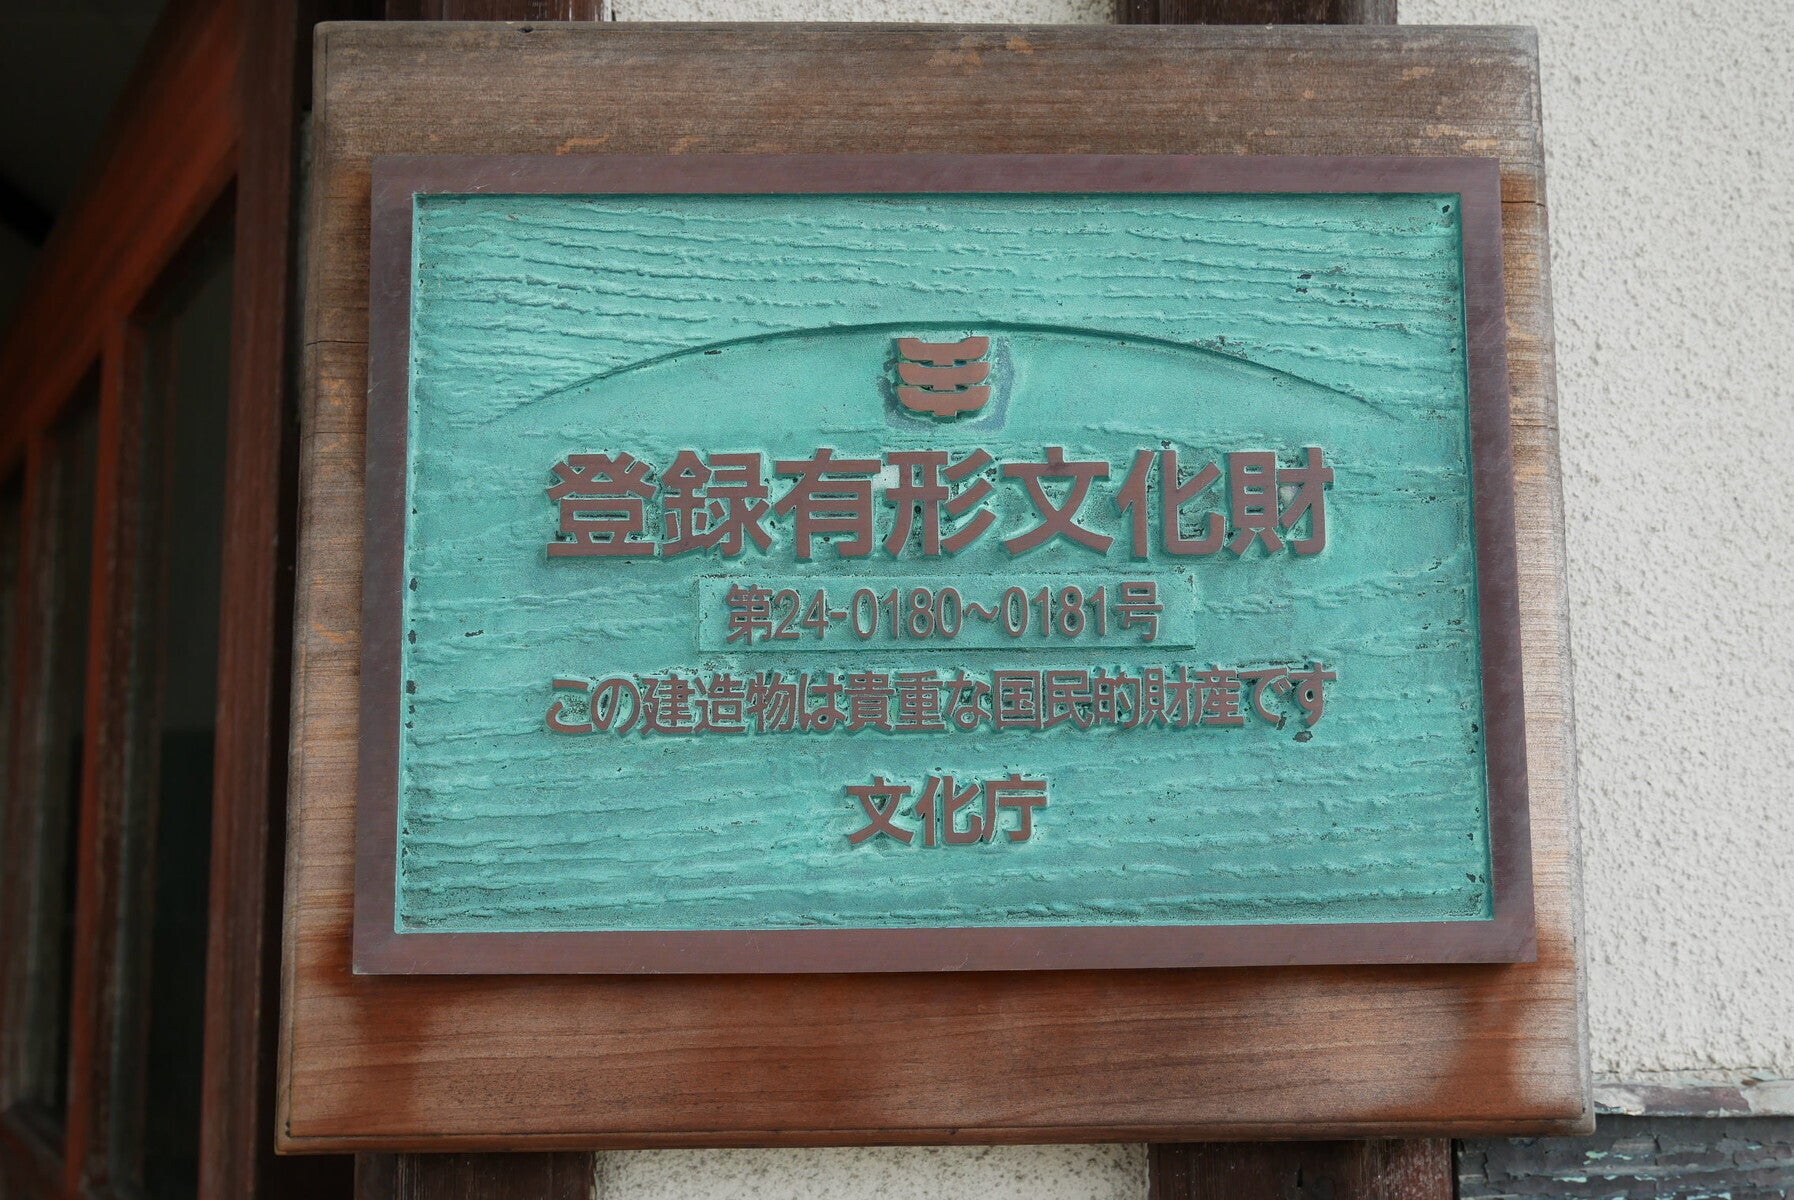 登録有形文化財
第24-0180~0181号
この建造物は貴重な国民的財産です
文化庁